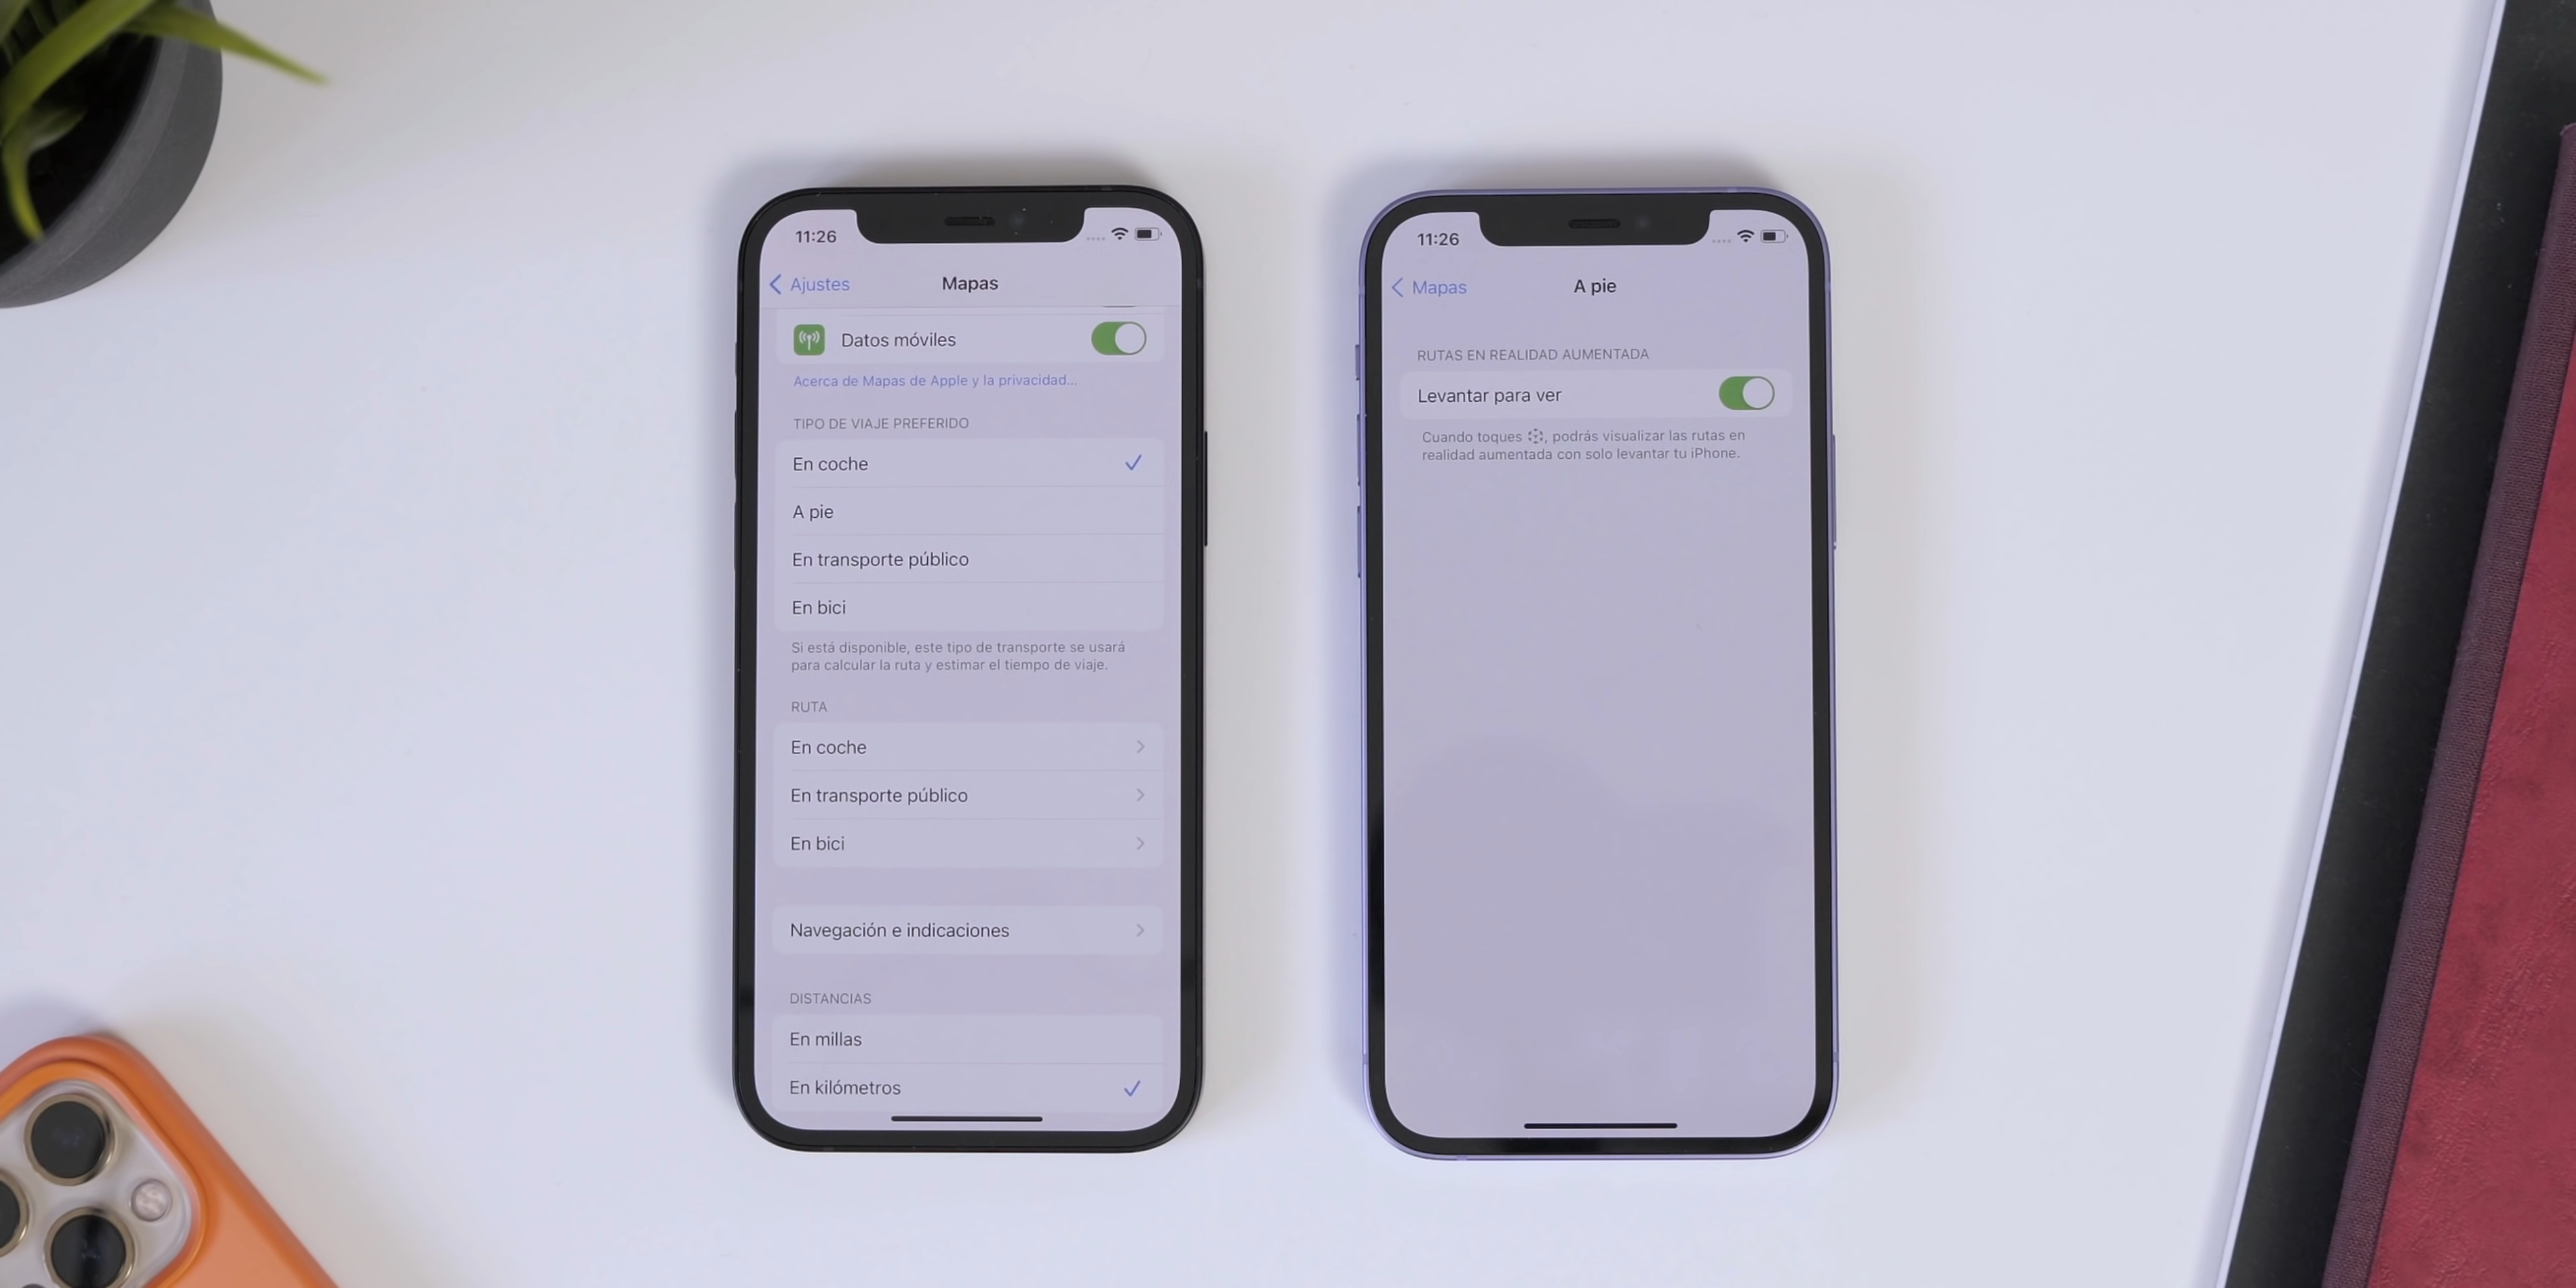 11:26
Ajustes
Mapas
Datos móviles
Acerca de Mapas de Apple y la privacidad...
TIPO DE VIAJE PREFERIDO
En coche
A pie
En transporte público
En bici
Si está disponible, este tipo de transporte se usará
para calcular la ruta y estimar el tiempo de viaje.
RUTA
En coche
En transporte público
En bici
Navegación e indicaciones
DISTANCIAS
En millas
En kilómetros
11:26
Mapas
A pie
RUTAS EN REALIDAD AUMENTADA
Levantar para ver
Cuando toques , podrás visualizar las rutas en
realidad aumentada con solo levantar tu iPhone.